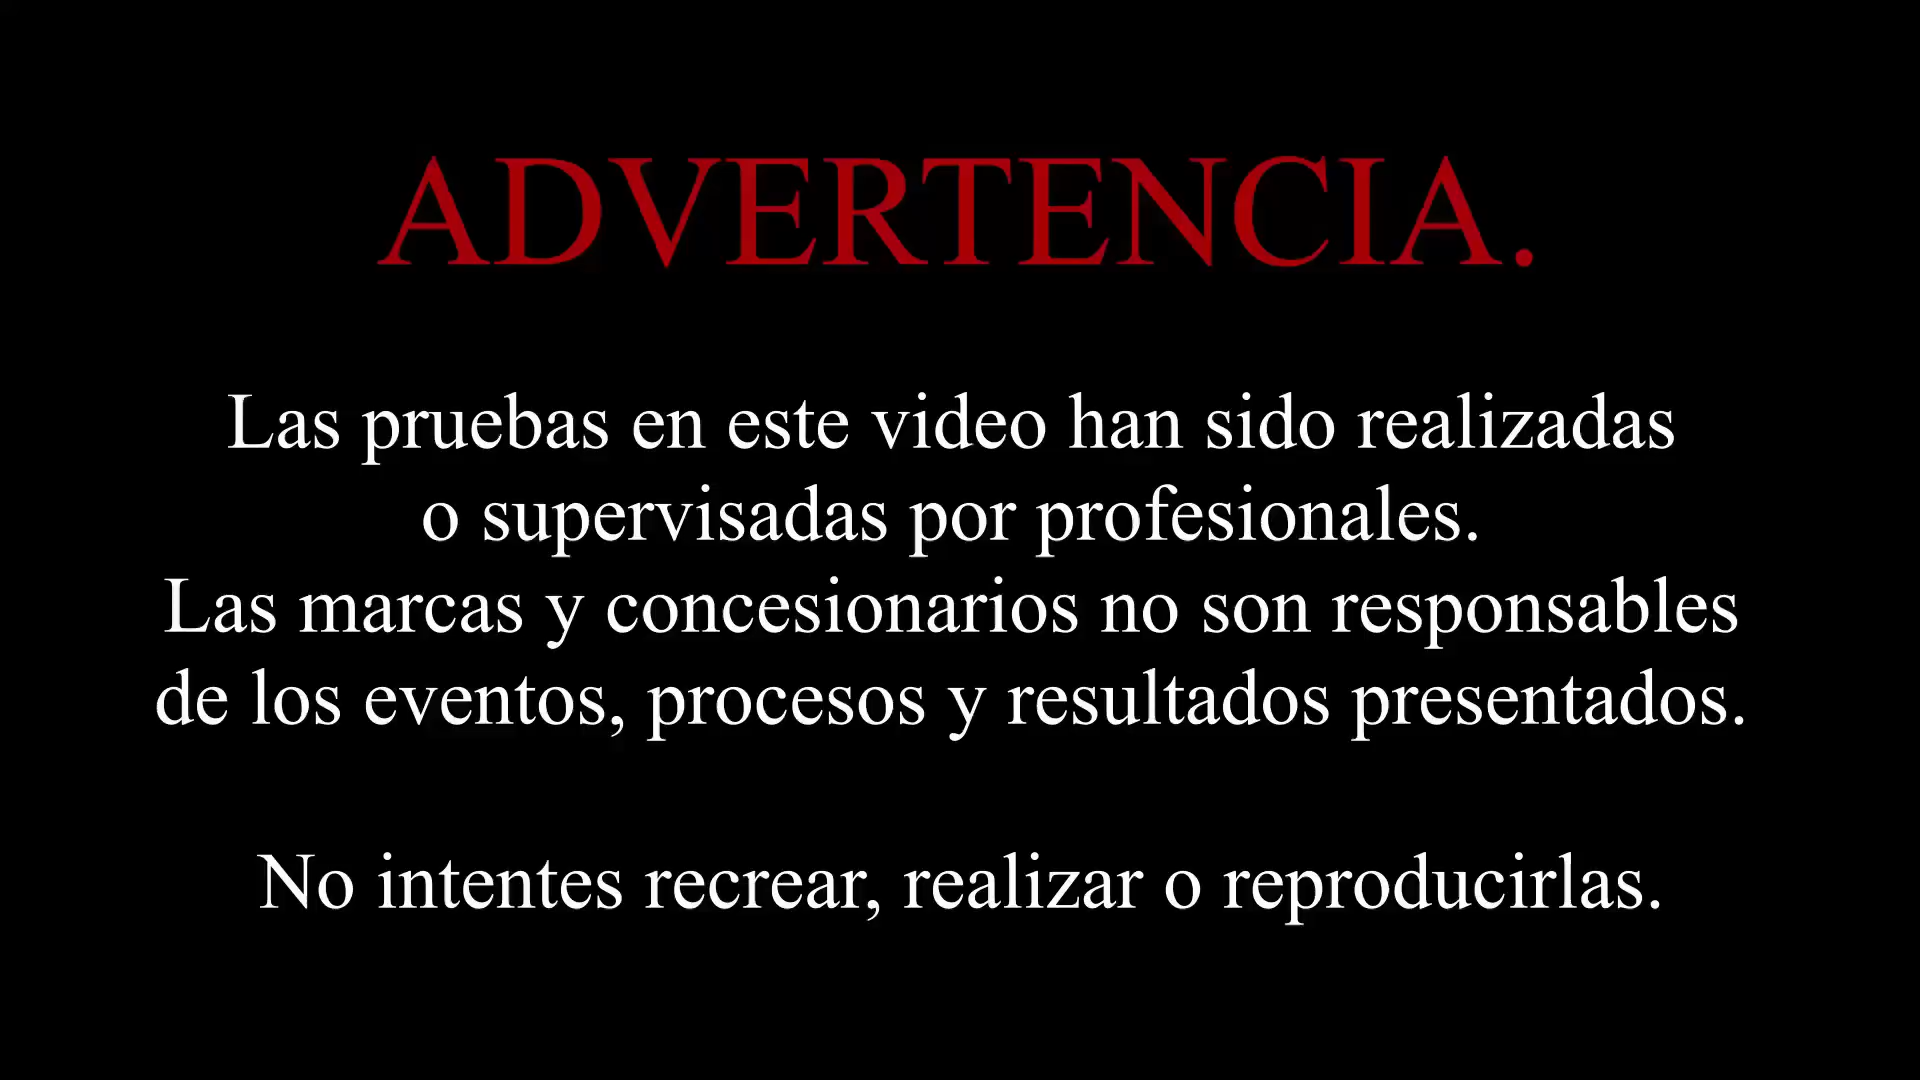 ADVERTENCIA.
Las pruebas en este video han sido realizadas
o supervisadas por profesionales.
Las marcas y concesionarios no son responsables
de los eventos, procesos y resultados presentados.
No intentes recrear, realizar o reproducirlas.